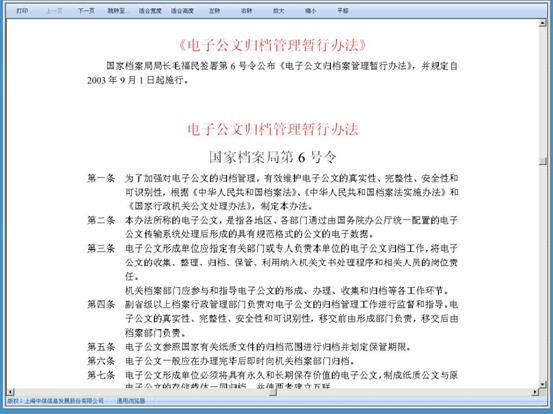 打印 上一页 下一页 跳转至... 适合宽度 适合高度 左转 右转 放大 缩小 平移
《电子公文归档管理暂行办法》
国家档案局局长毛福民签署第 6 号令公布《电子公文归档案管理暂行办法》，并规定自
2003 年 9 月 1 日起施行。
电子公文归档管理暂行办法
国家档案局第 6 号令
第一条 为了加强对电子公文的归档管理，有效维护电子公文的真实性、完整性、安全性和
可识别性，根据《中华人民共和国档案法》、《中华人民共和国档案法实施办法》和
《国家行政机关公文处理办法》，制定本办法。
第二条 本办法所称的电子公文，是指各地区、各部门通过由国务院办公厅统一配置的电子
公文传输系统处理后形成的具有规范格式的公文的电子数据。
第三条 电子公文形成单位应指定有关部门或专人负责本单位的电子公文归档工作，将电子
公文的收集、整理、归档、保管、利用纳入机关文书处理程序和相关人员的岗位责
任。
机关档案部门应参与和指导电子公文的形成、办理、收集和归档等各工作环节。
第四条 副省级以上档案行政管理部门负责对电子公文的归档管理工作进行监督和指导。电
子公文的真实性、完整性、安全性和可识别性，移交前由形成部门负责，移交后由
档案部门负责。
第五条 电子公文参照国家有关纸质文件的归档范围进行归档并划定保管期限。
第六条 电子公文一般应在办理完毕后即时向机关档案部门归档。
第七条 电子公文形成单位必须将具有永久和长期保存价值的电子公文，制成纸质公文与原
电子公文的存储载体一同归档，并使两者建立互联。
版权：上海中信信息发展股份有限公司 通用浏览器